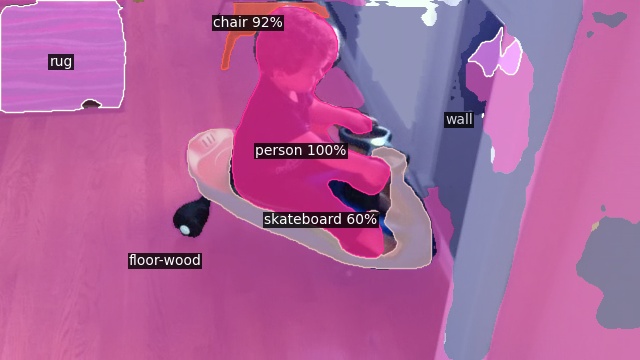 chair 92%
rug
wall
person 100%
skateboard 60%
floor-wood